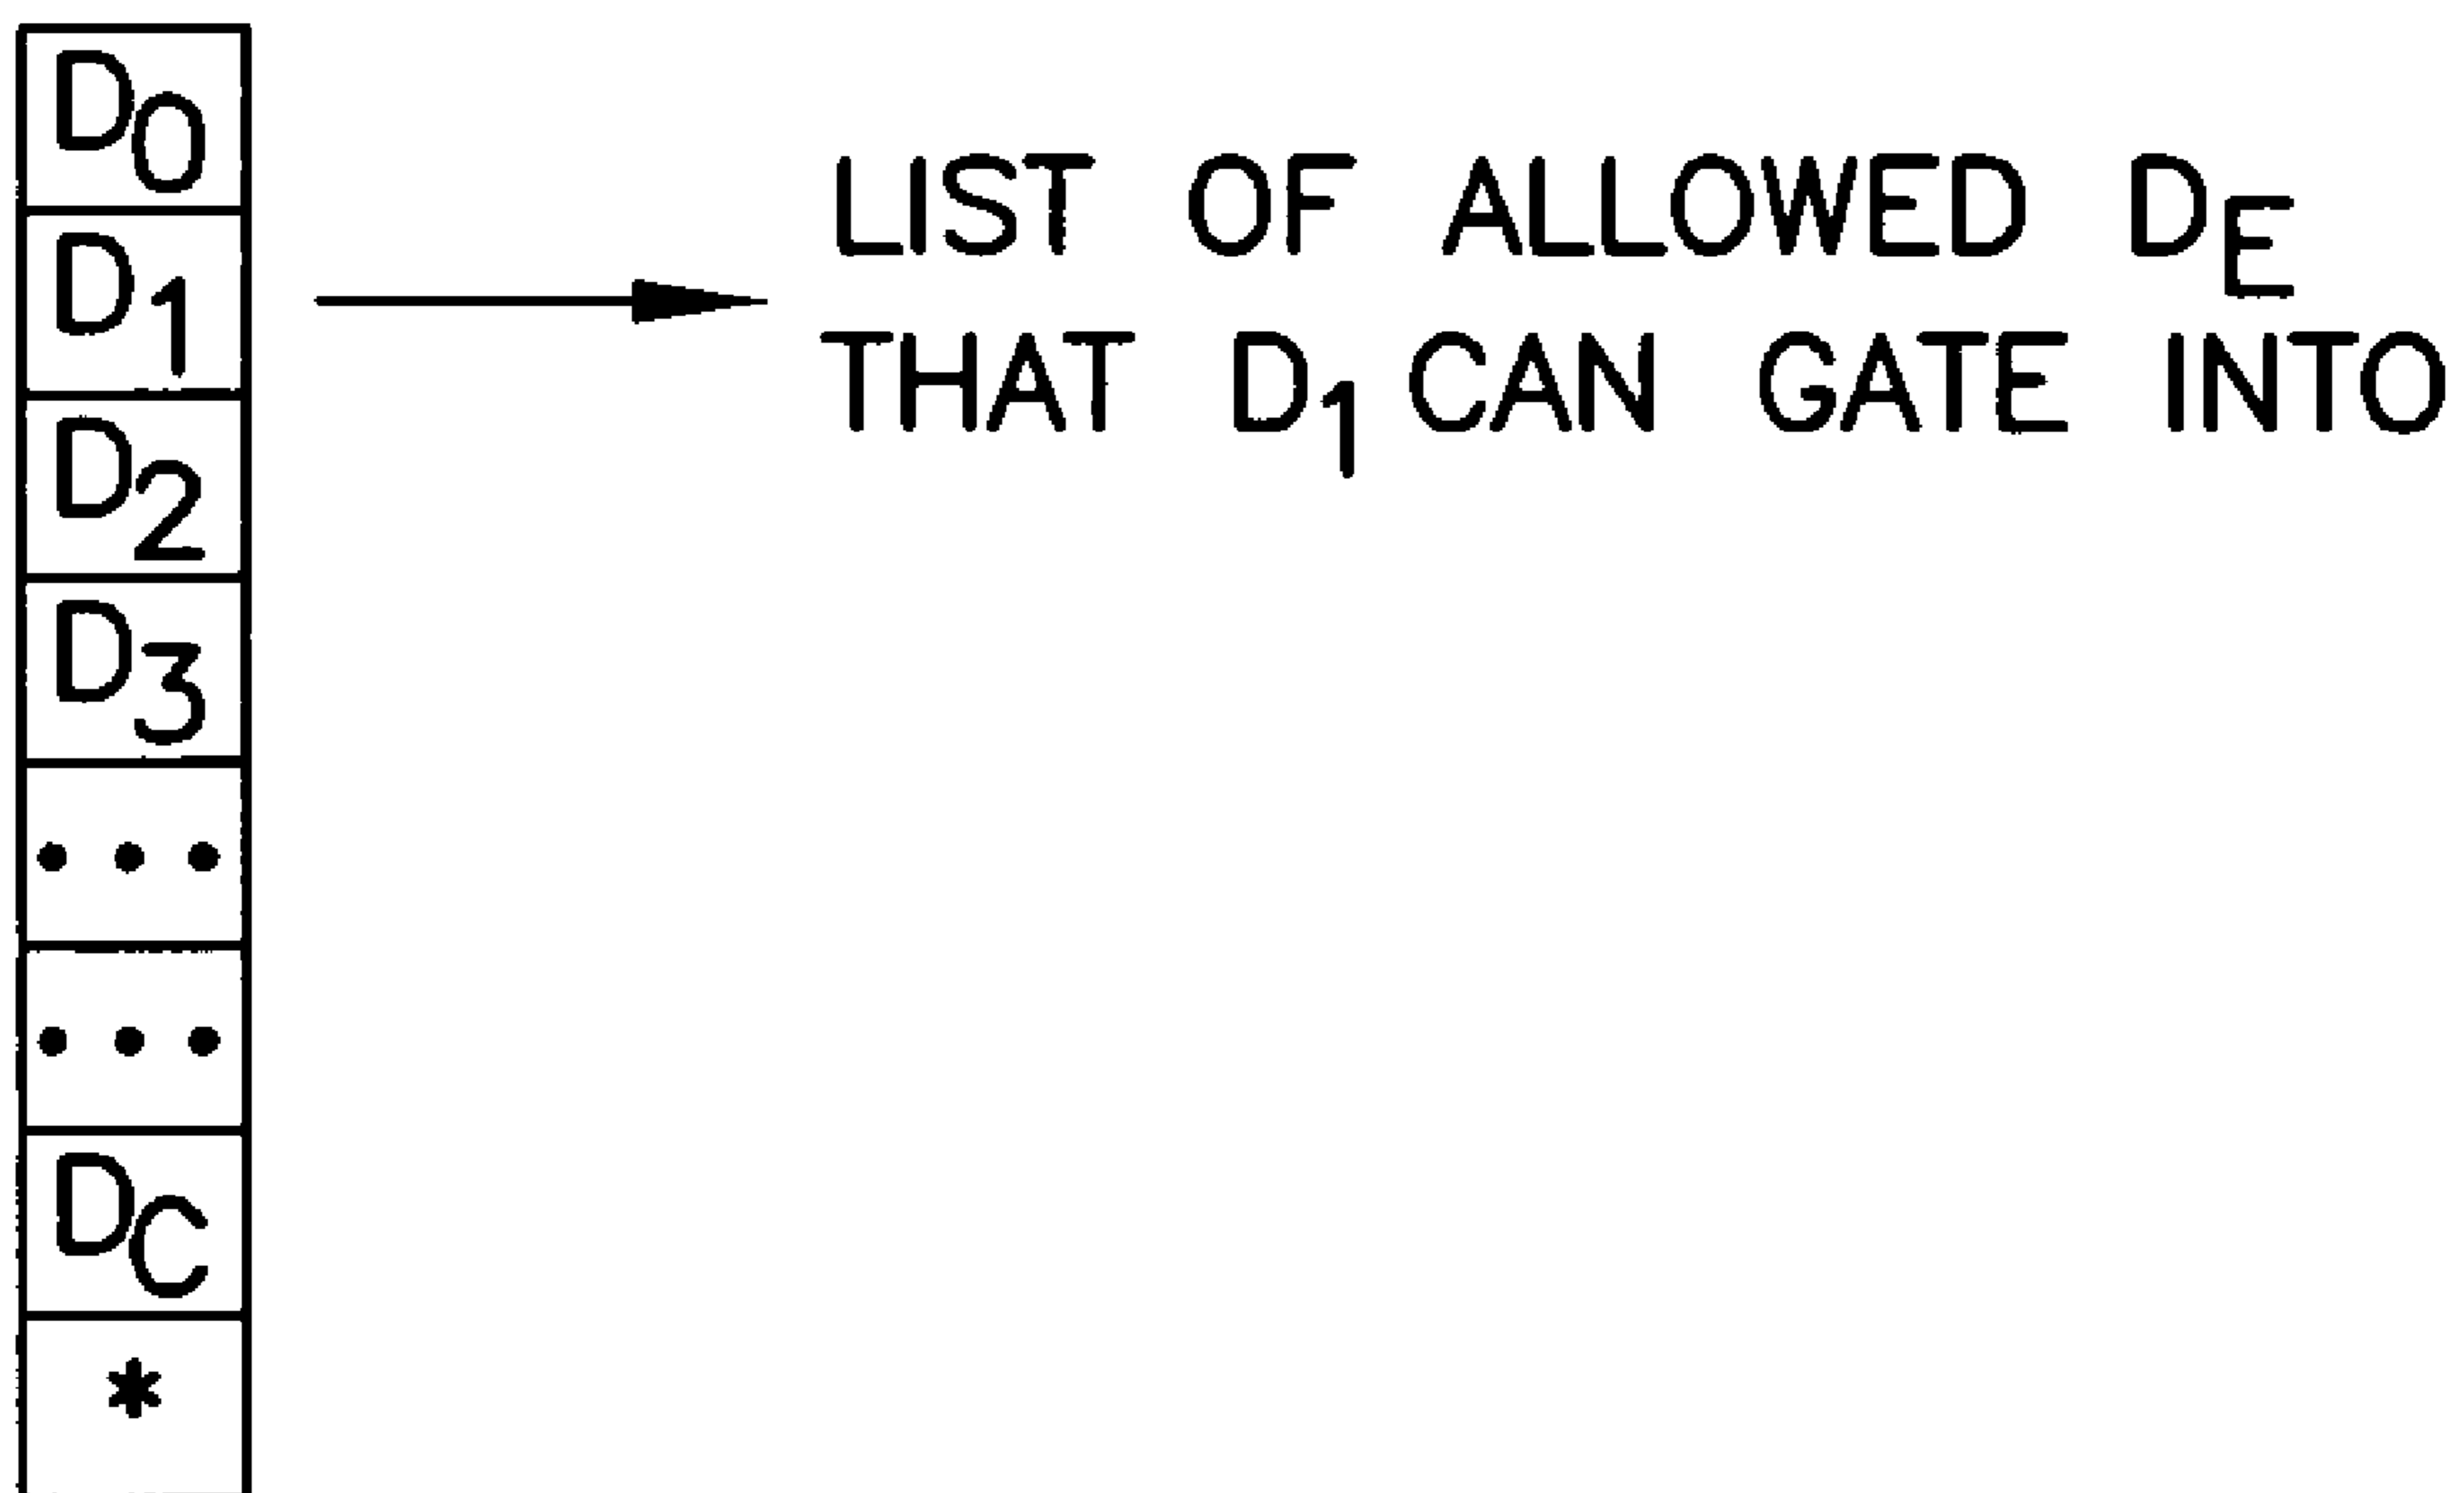 D0
D1
D2
D3
• • •
• • •
DC
*
LIST OF ALLOWED DE
THAT D1 CAN GATE INTO